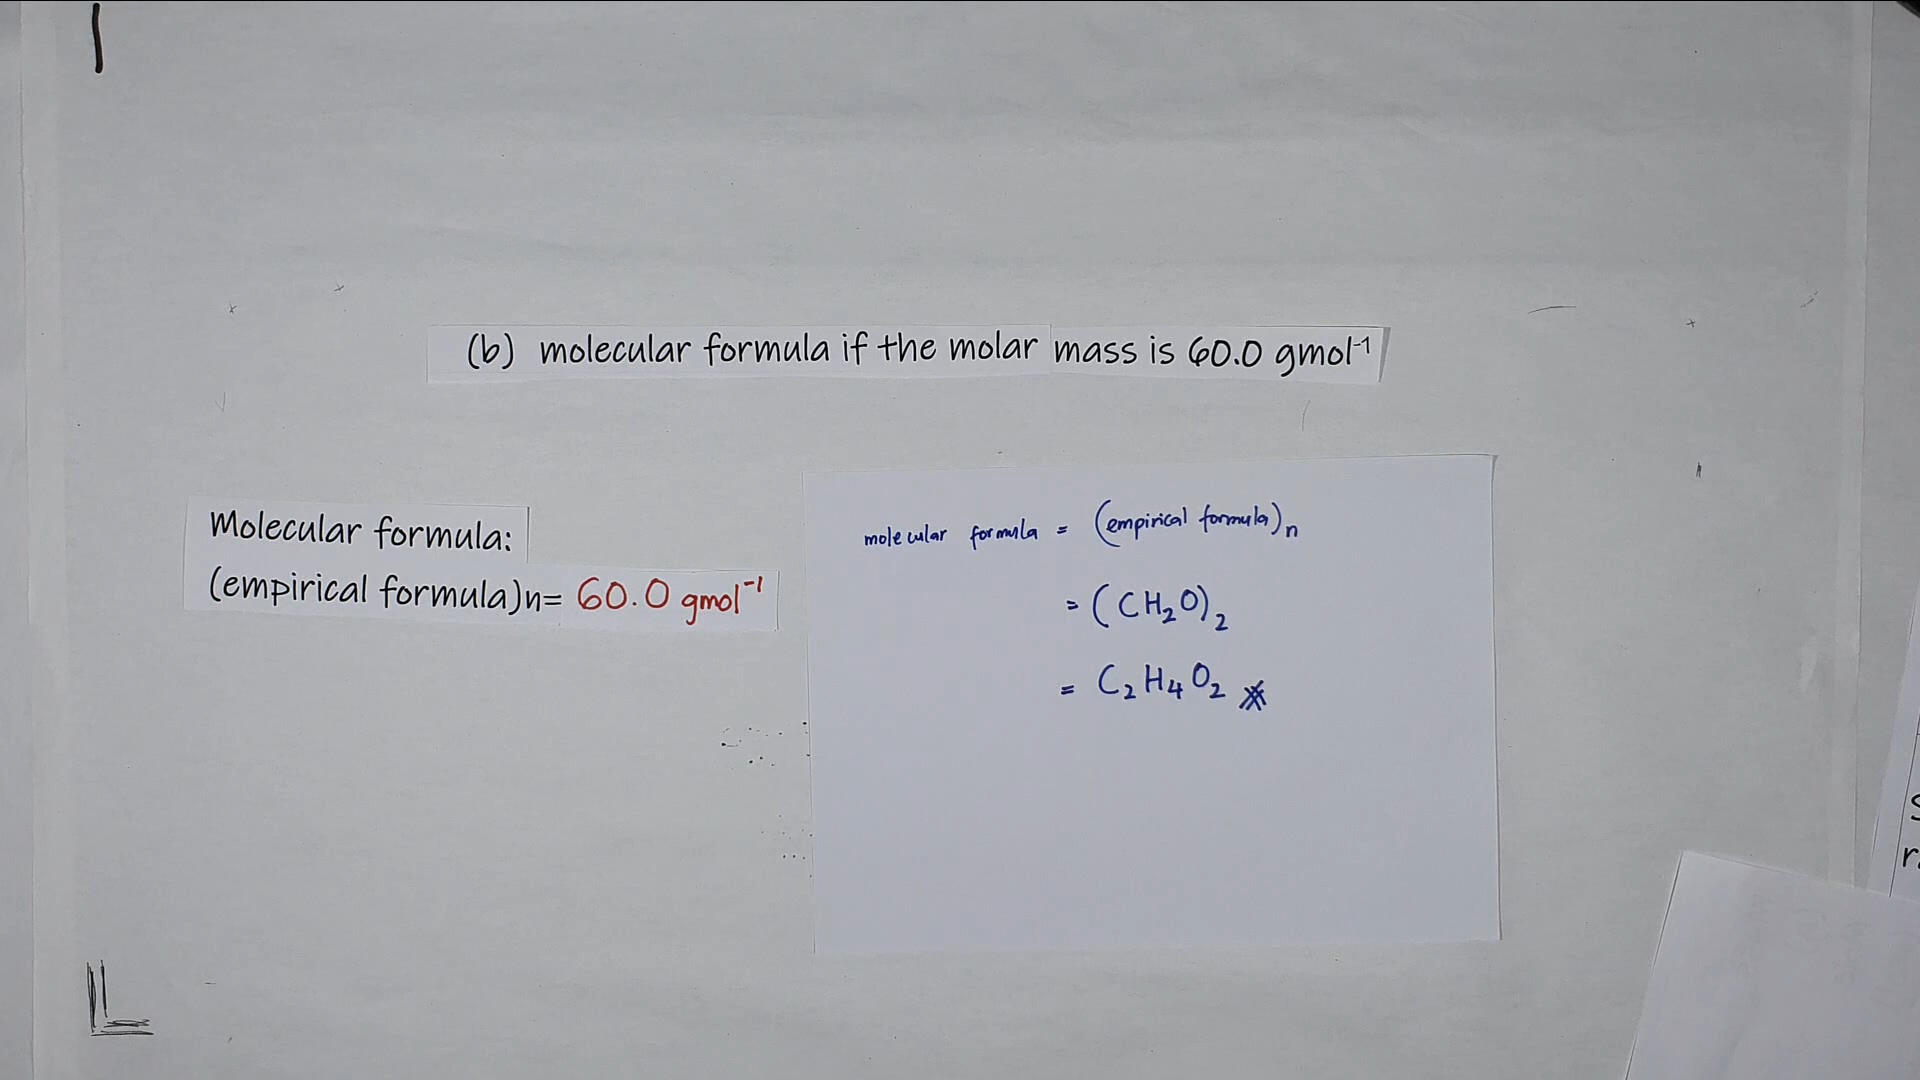 (b) molecular formula if the molar mass is 60.0 gmol⁻¹
Molecular formula:
(empirical formula)n= 60.0 gmol⁻¹
molecular formula = (empirical formula)ₙ
= (CH₂O)₂
= C₂H₄O₂